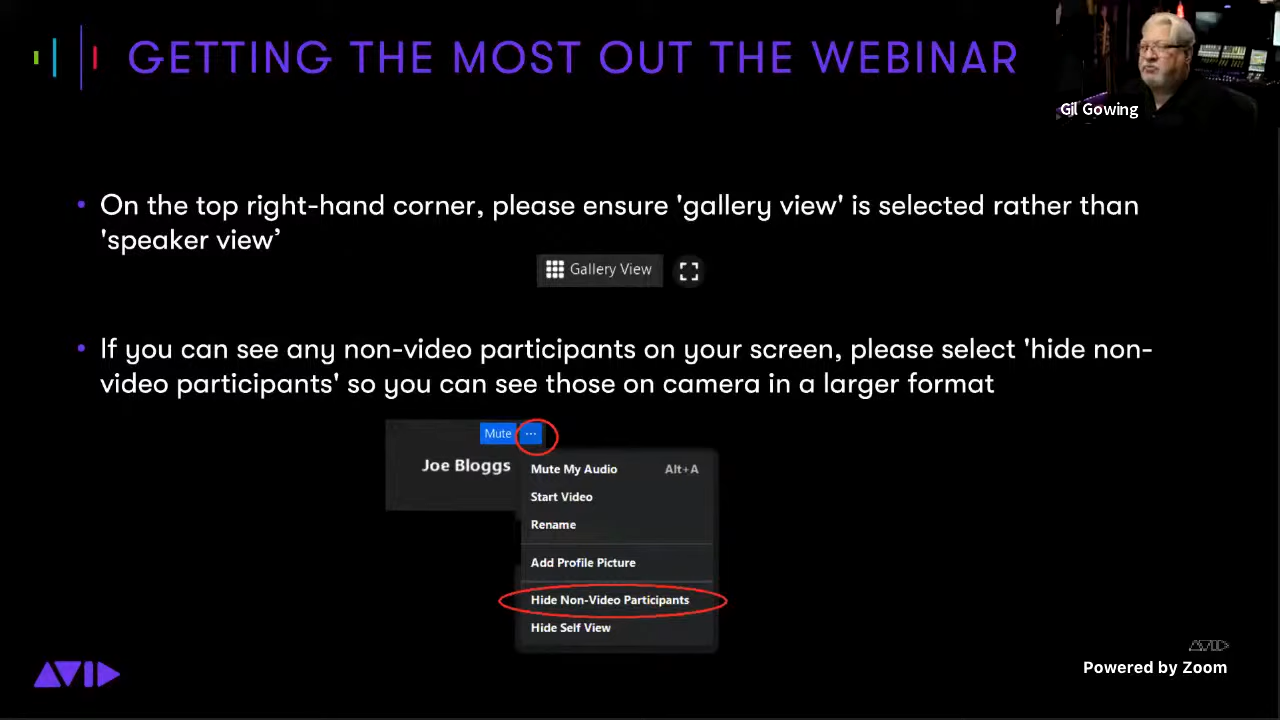 GETTING THE MOST OUT THE WEBINAR
Gil Gowing
• On the top right-hand corner, please ensure 'gallery view' is selected rather than
'speaker view’
Gallery View
• If you can see any non-video participants on your screen, please select 'hide non-
video participants' so you can see those on camera in a larger format
Mute ...
Joe Bloggs
Mute My Audio Alt+A
Start Video
Rename
Add Profile Picture
Hide Non-Video Participants
Hide Self View
AVID
Powered by Zoom
AVID